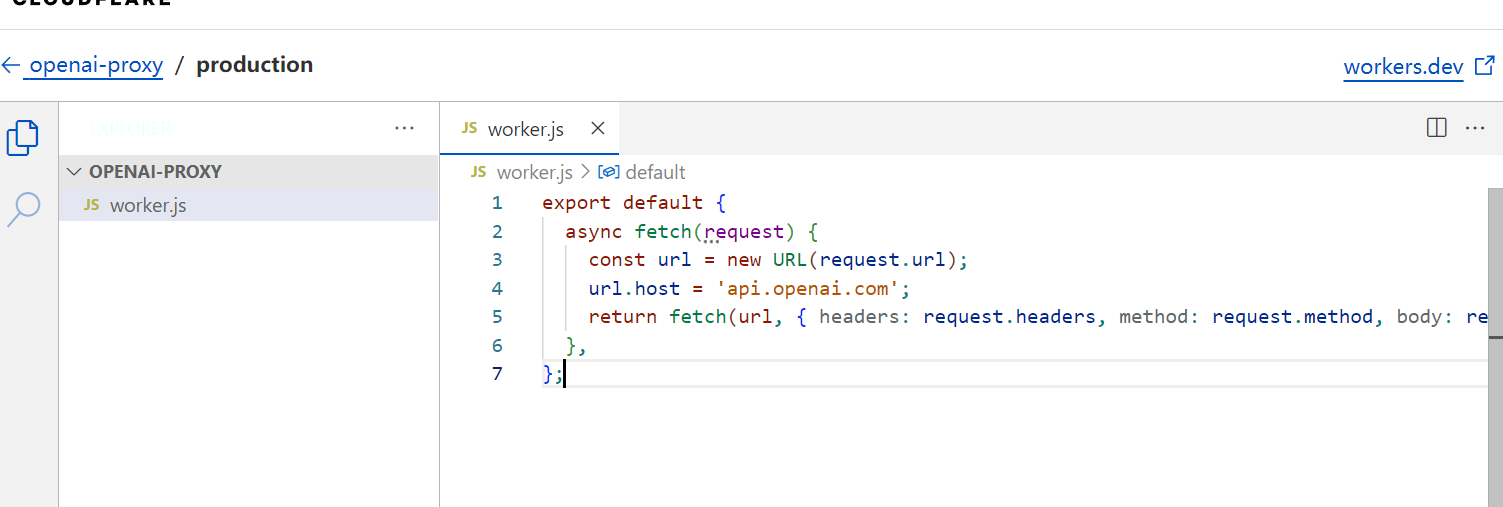 CLOUDFLARE
← openai-proxy / production
workers.dev
EXPLORER
...
OPENAI-PROXY
JS worker.js
JS worker.js ×
...
JS worker.js > default
1 export default {
2 async fetch(request) {
3 const url = new URL(request.url);
4 url.host = 'api.openai.com';
5 return fetch(url, { headers: request.headers, method: request.method, body: re
6 },
7 };